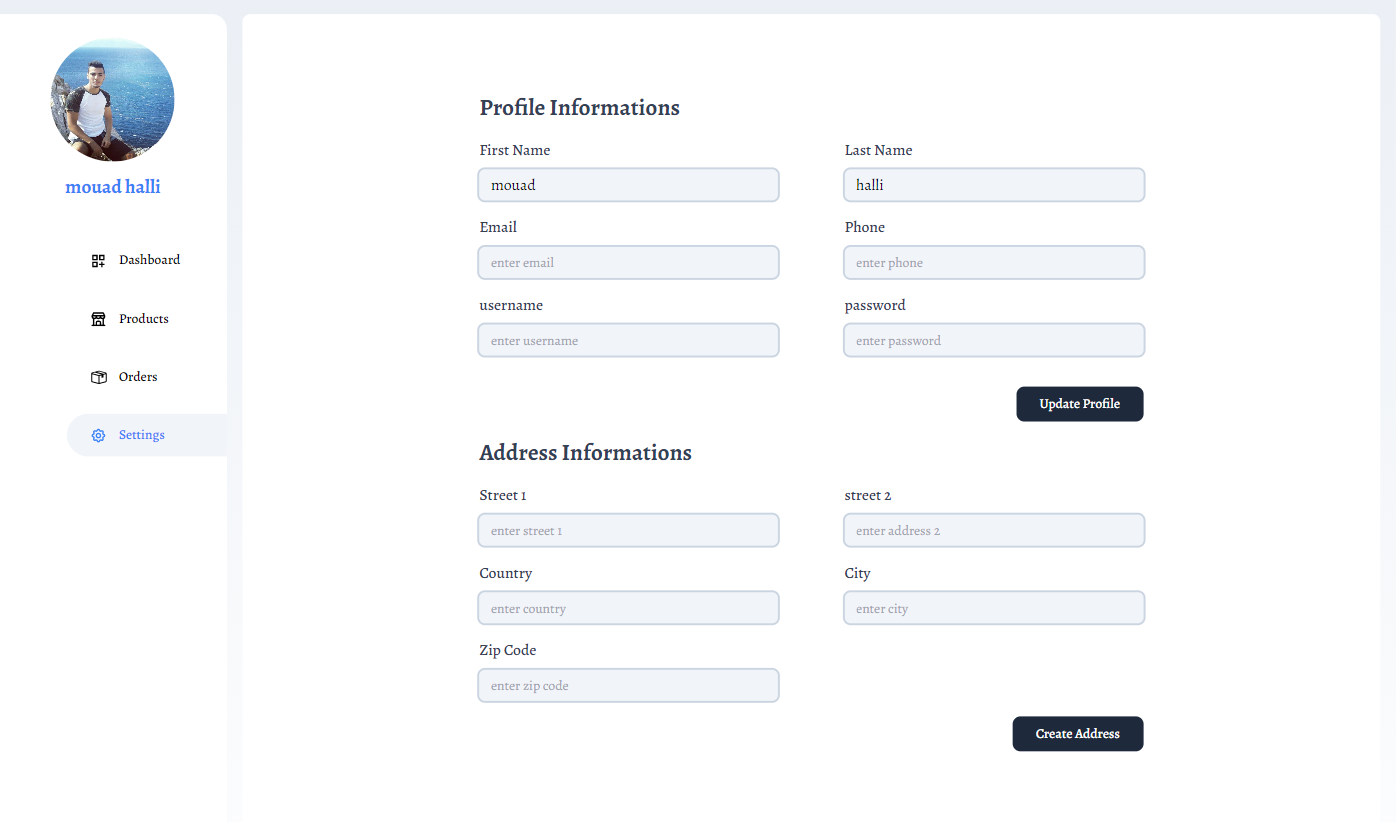 mouad halli
Dashboard
Products
Orders
Settings
Profile Informations
First Name
Last Name
mouad
halli
Email
Phone
enter email
enter phone
username
password
enter username
enter password
Update Profile
Address Informations
Street 1
street 2
enter street 1
enter address 2
Country
City
enter country
enter city
Zip Code
enter zip code
Create Address